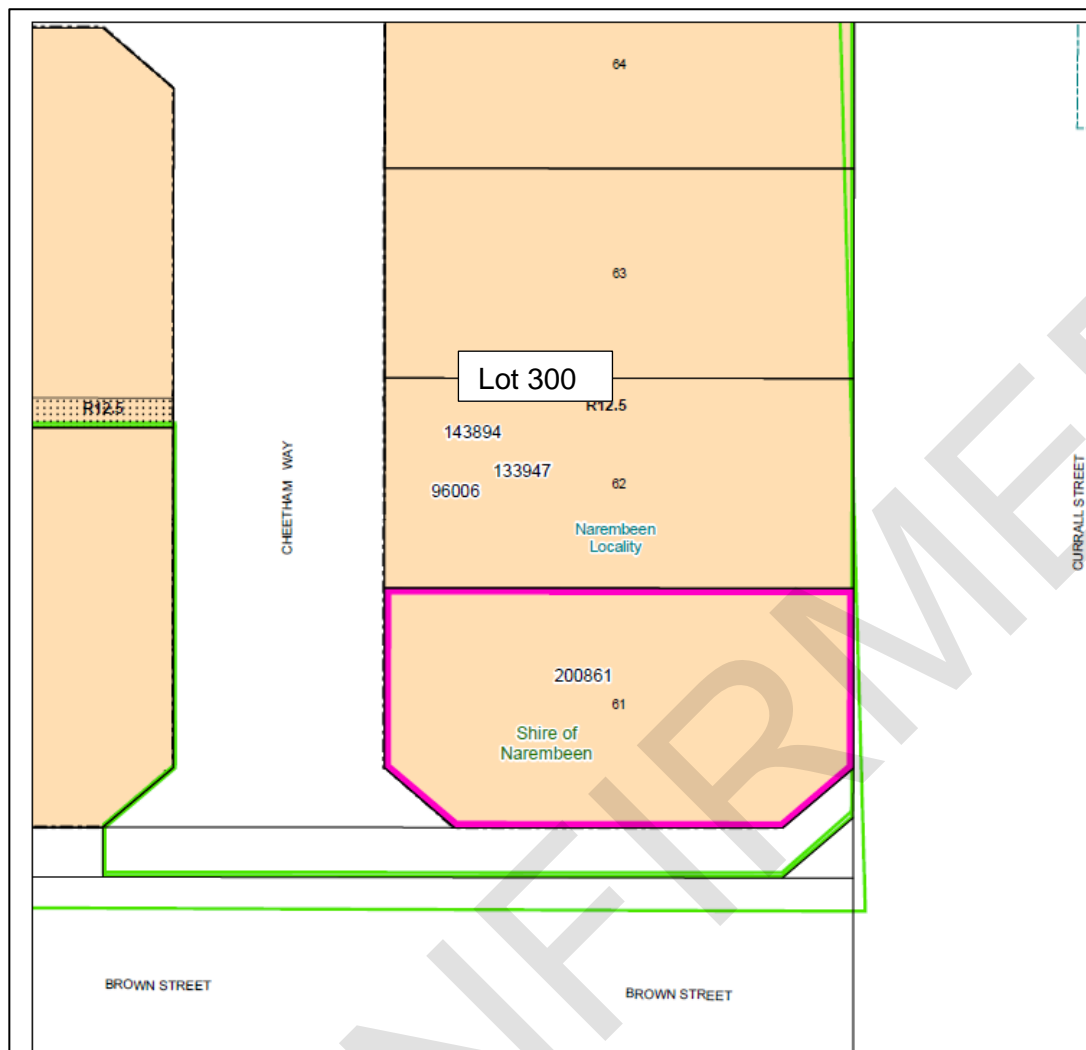 64
63
Lot 300
R12.5
R12.5
143894
133947
96006
62
CHEETHAM WAY
CURRALL STREET
Narembeen
Locality
200861
61
Shire of
Narembeen
BROWN STREET
BROWN STREET
NFIRME